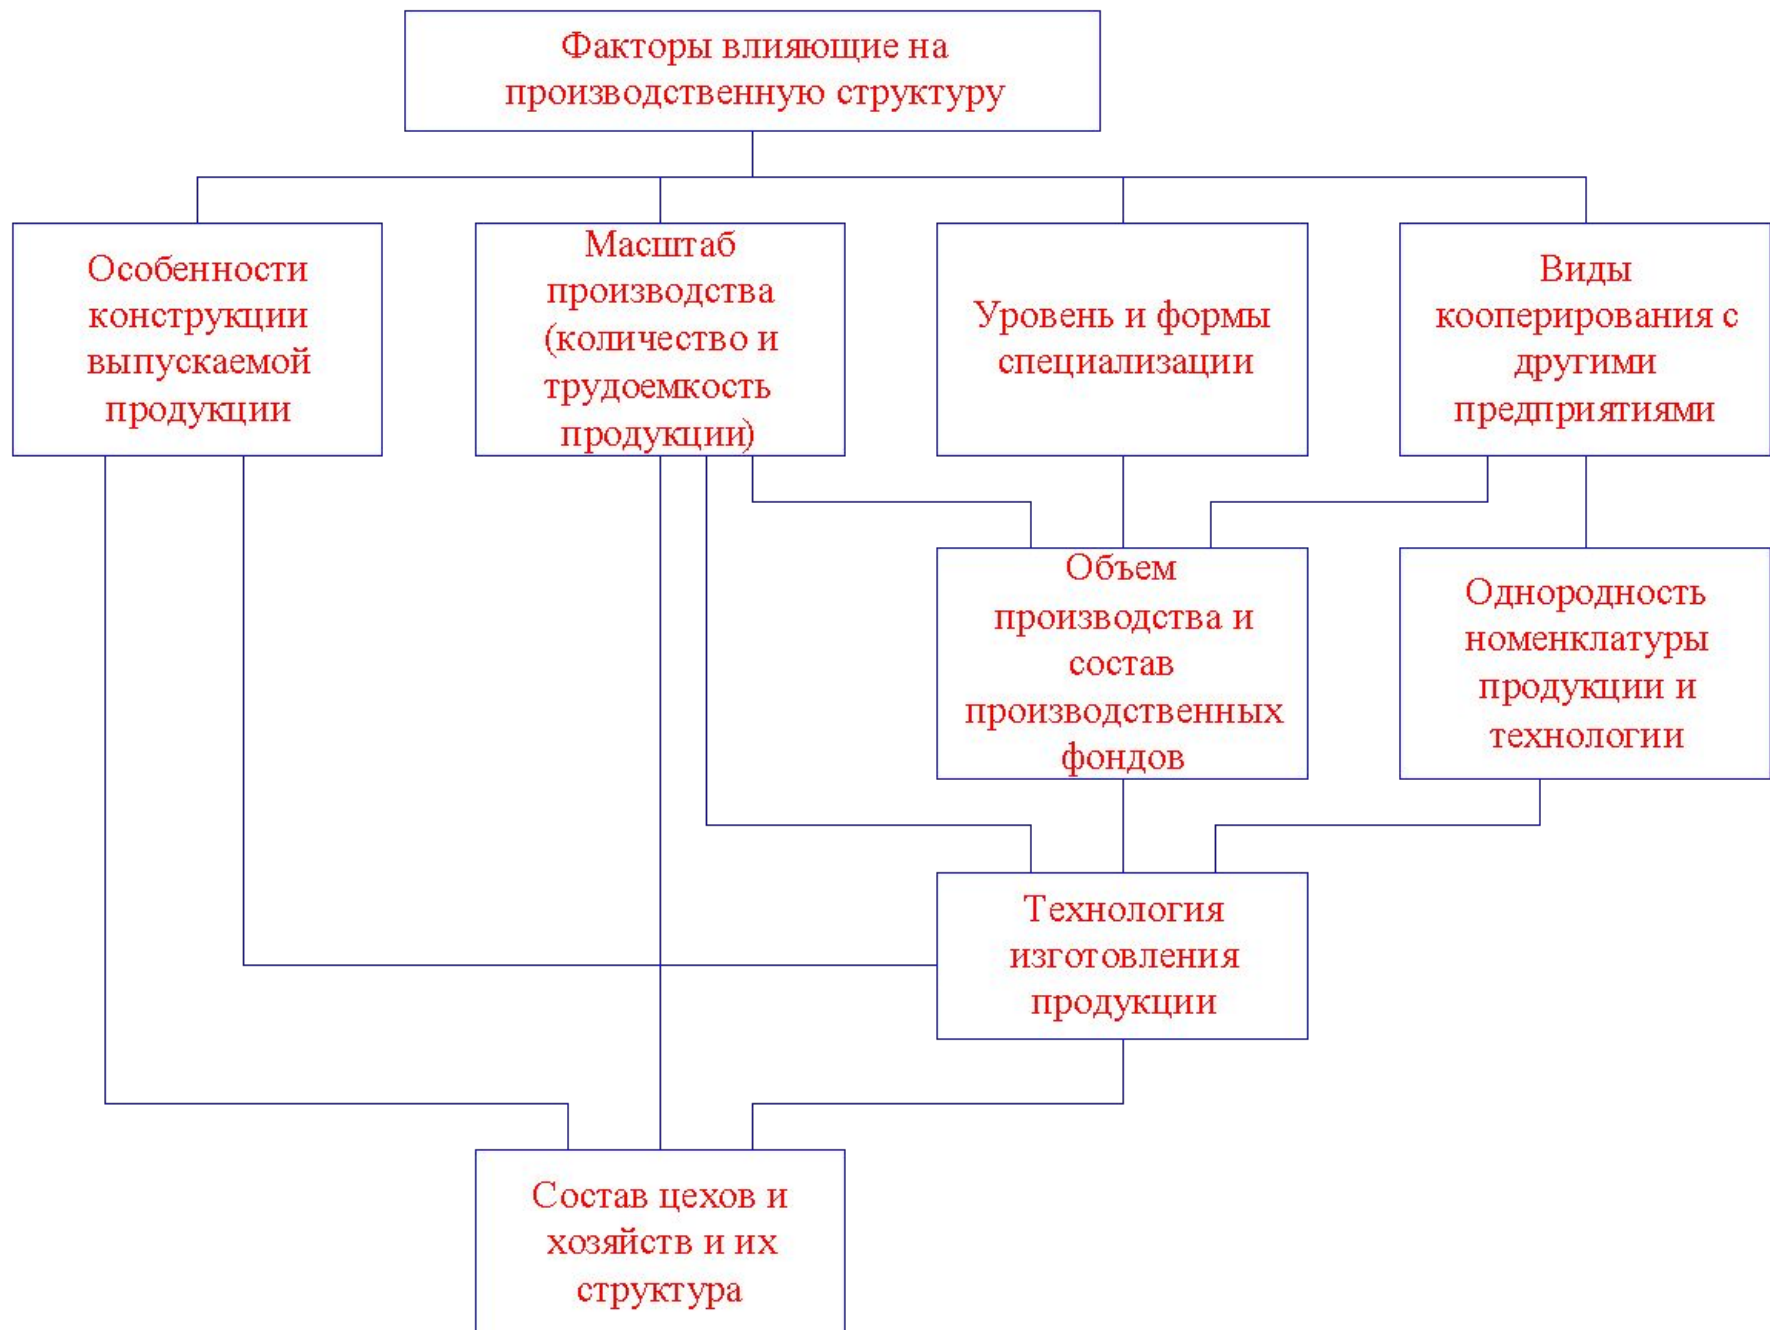 Факторы влияющие на
производственную структуру
Особенности
конструкции
выпускаемой
продукции
Масштаб
производства
(количество и
трудоемкость
продукции)
Уровень и формы
специализации
Виды
кооперирования с
другими
предприятиями
Объем
производства и
состав
производственных
фондов
Однородность
номенклатуры
продукции и
технологии
Технология
изготовления
продукции
Состав цехов и
хозяйств и их
структура